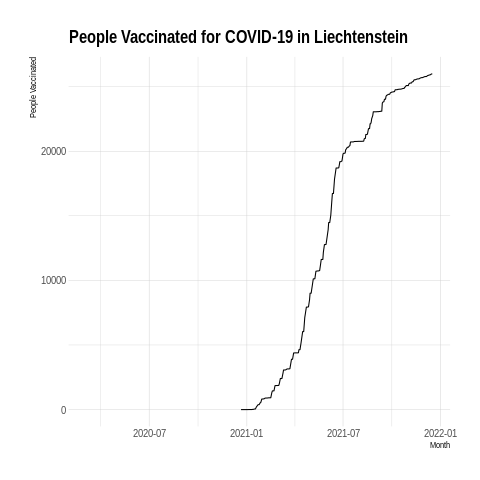 People Vaccinated for COVID-19 in Liechtenstein
People Vaccinated
20000
10000
0
2020-07 2021-01 2021-07 2022-01
Month